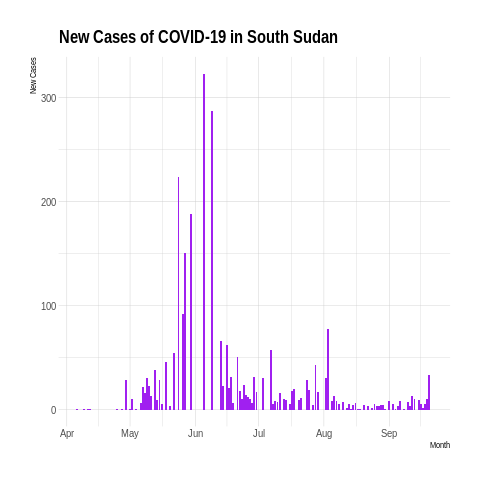 New Cases of COVID-19 in South Sudan
New Cases
300
200
100
0
Apr May Jun Jul Aug Sep
Month